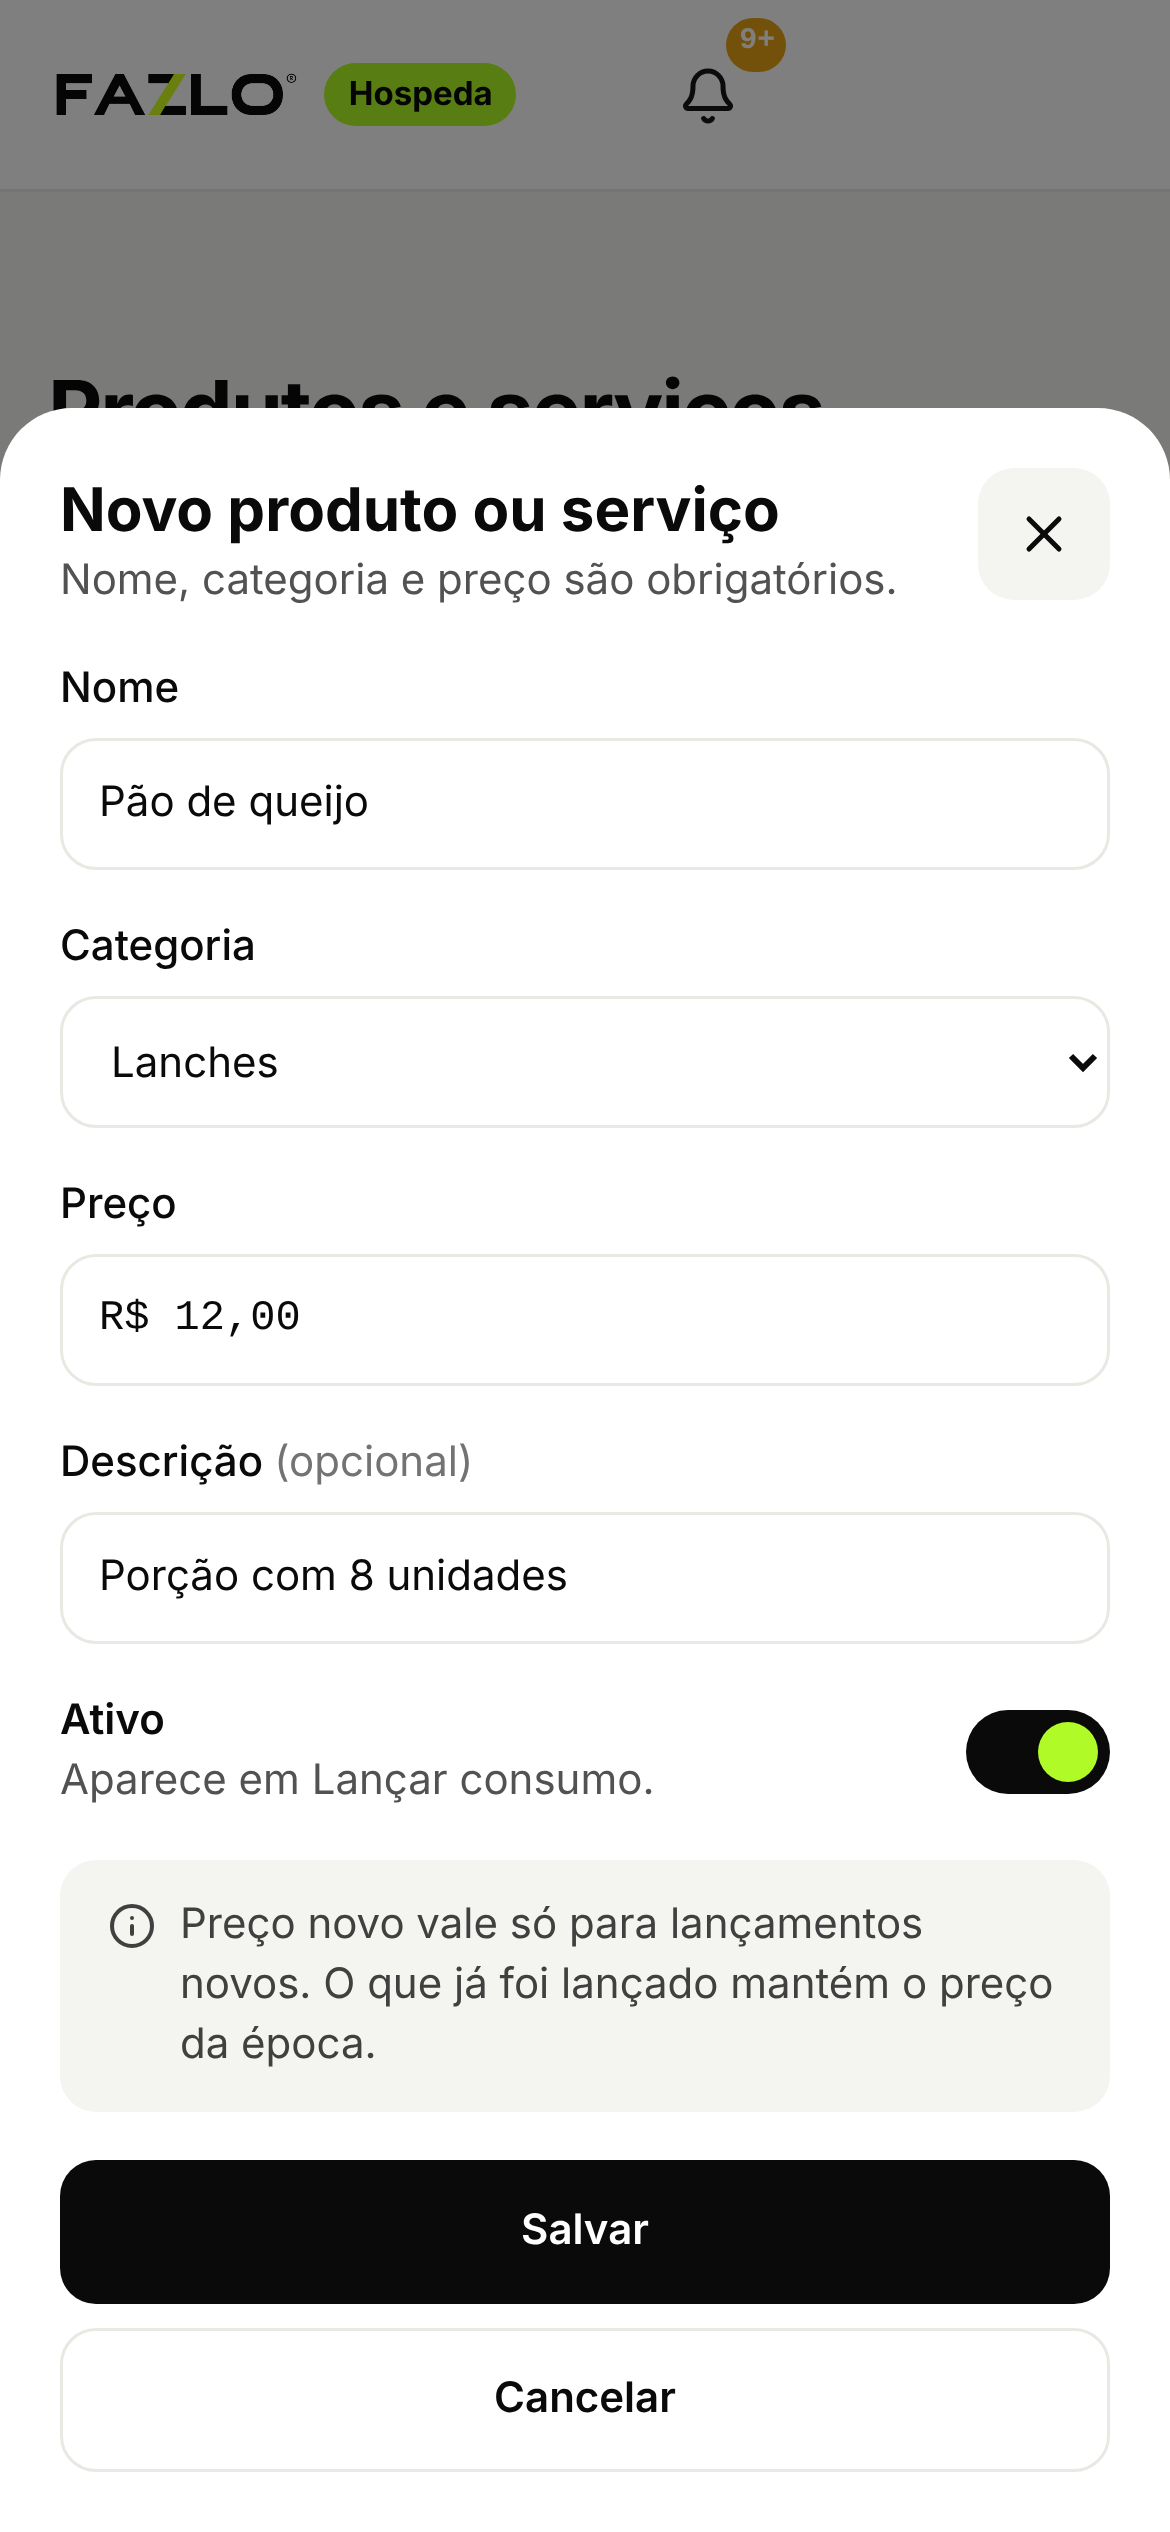 FAZLO®
Hospeda
9+
Produtos e serviços
Novo produto ou serviço
Nome, categoria e preço são obrigatórios.
Nome
Pão de queijo
Categoria
Lanches
Preço
R$ 12,00
Descrição (opcional)
Porção com 8 unidades
Ativo
Aparece em Lançar consumo.
Preço novo vale só para lançamentos
novos. O que já foi lançado mantém o preço
da época.
Salvar
Cancelar